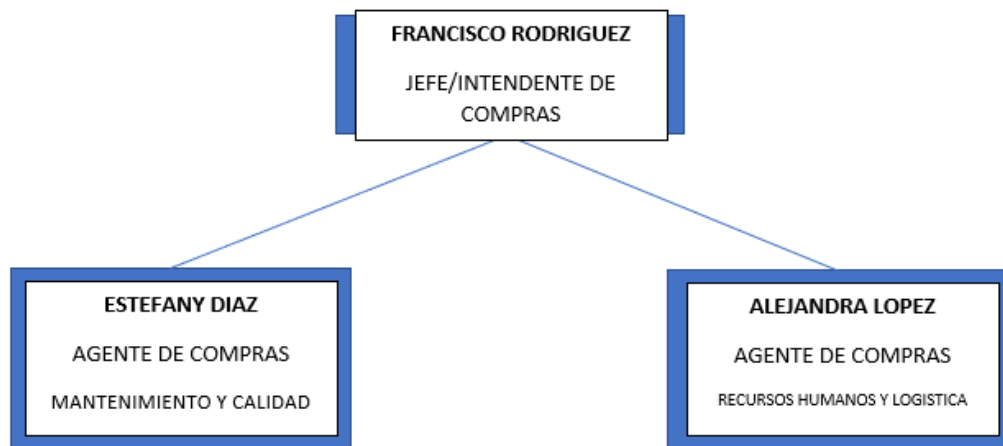 FRANCISCO RODRIGUEZ
JEFE/INTENDENTE DE
COMPRAS
ESTEFANY DIAZ
AGENTE DE COMPRAS
MANTENIMIENTO Y CALIDAD
ALEJANDRA LOPEZ
AGENTE DE COMPRAS
RECURSOS HUMANOS Y LOGISTICA